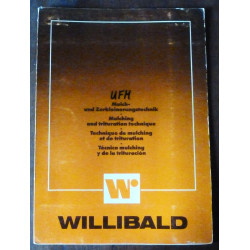 UFM
Mulch-
und Zerkleinerungstechnik
Mulching
and trituration technique
Technique du mulching
et de trituration
Técnica mulching
y de la trituración
W
WILLIBALD